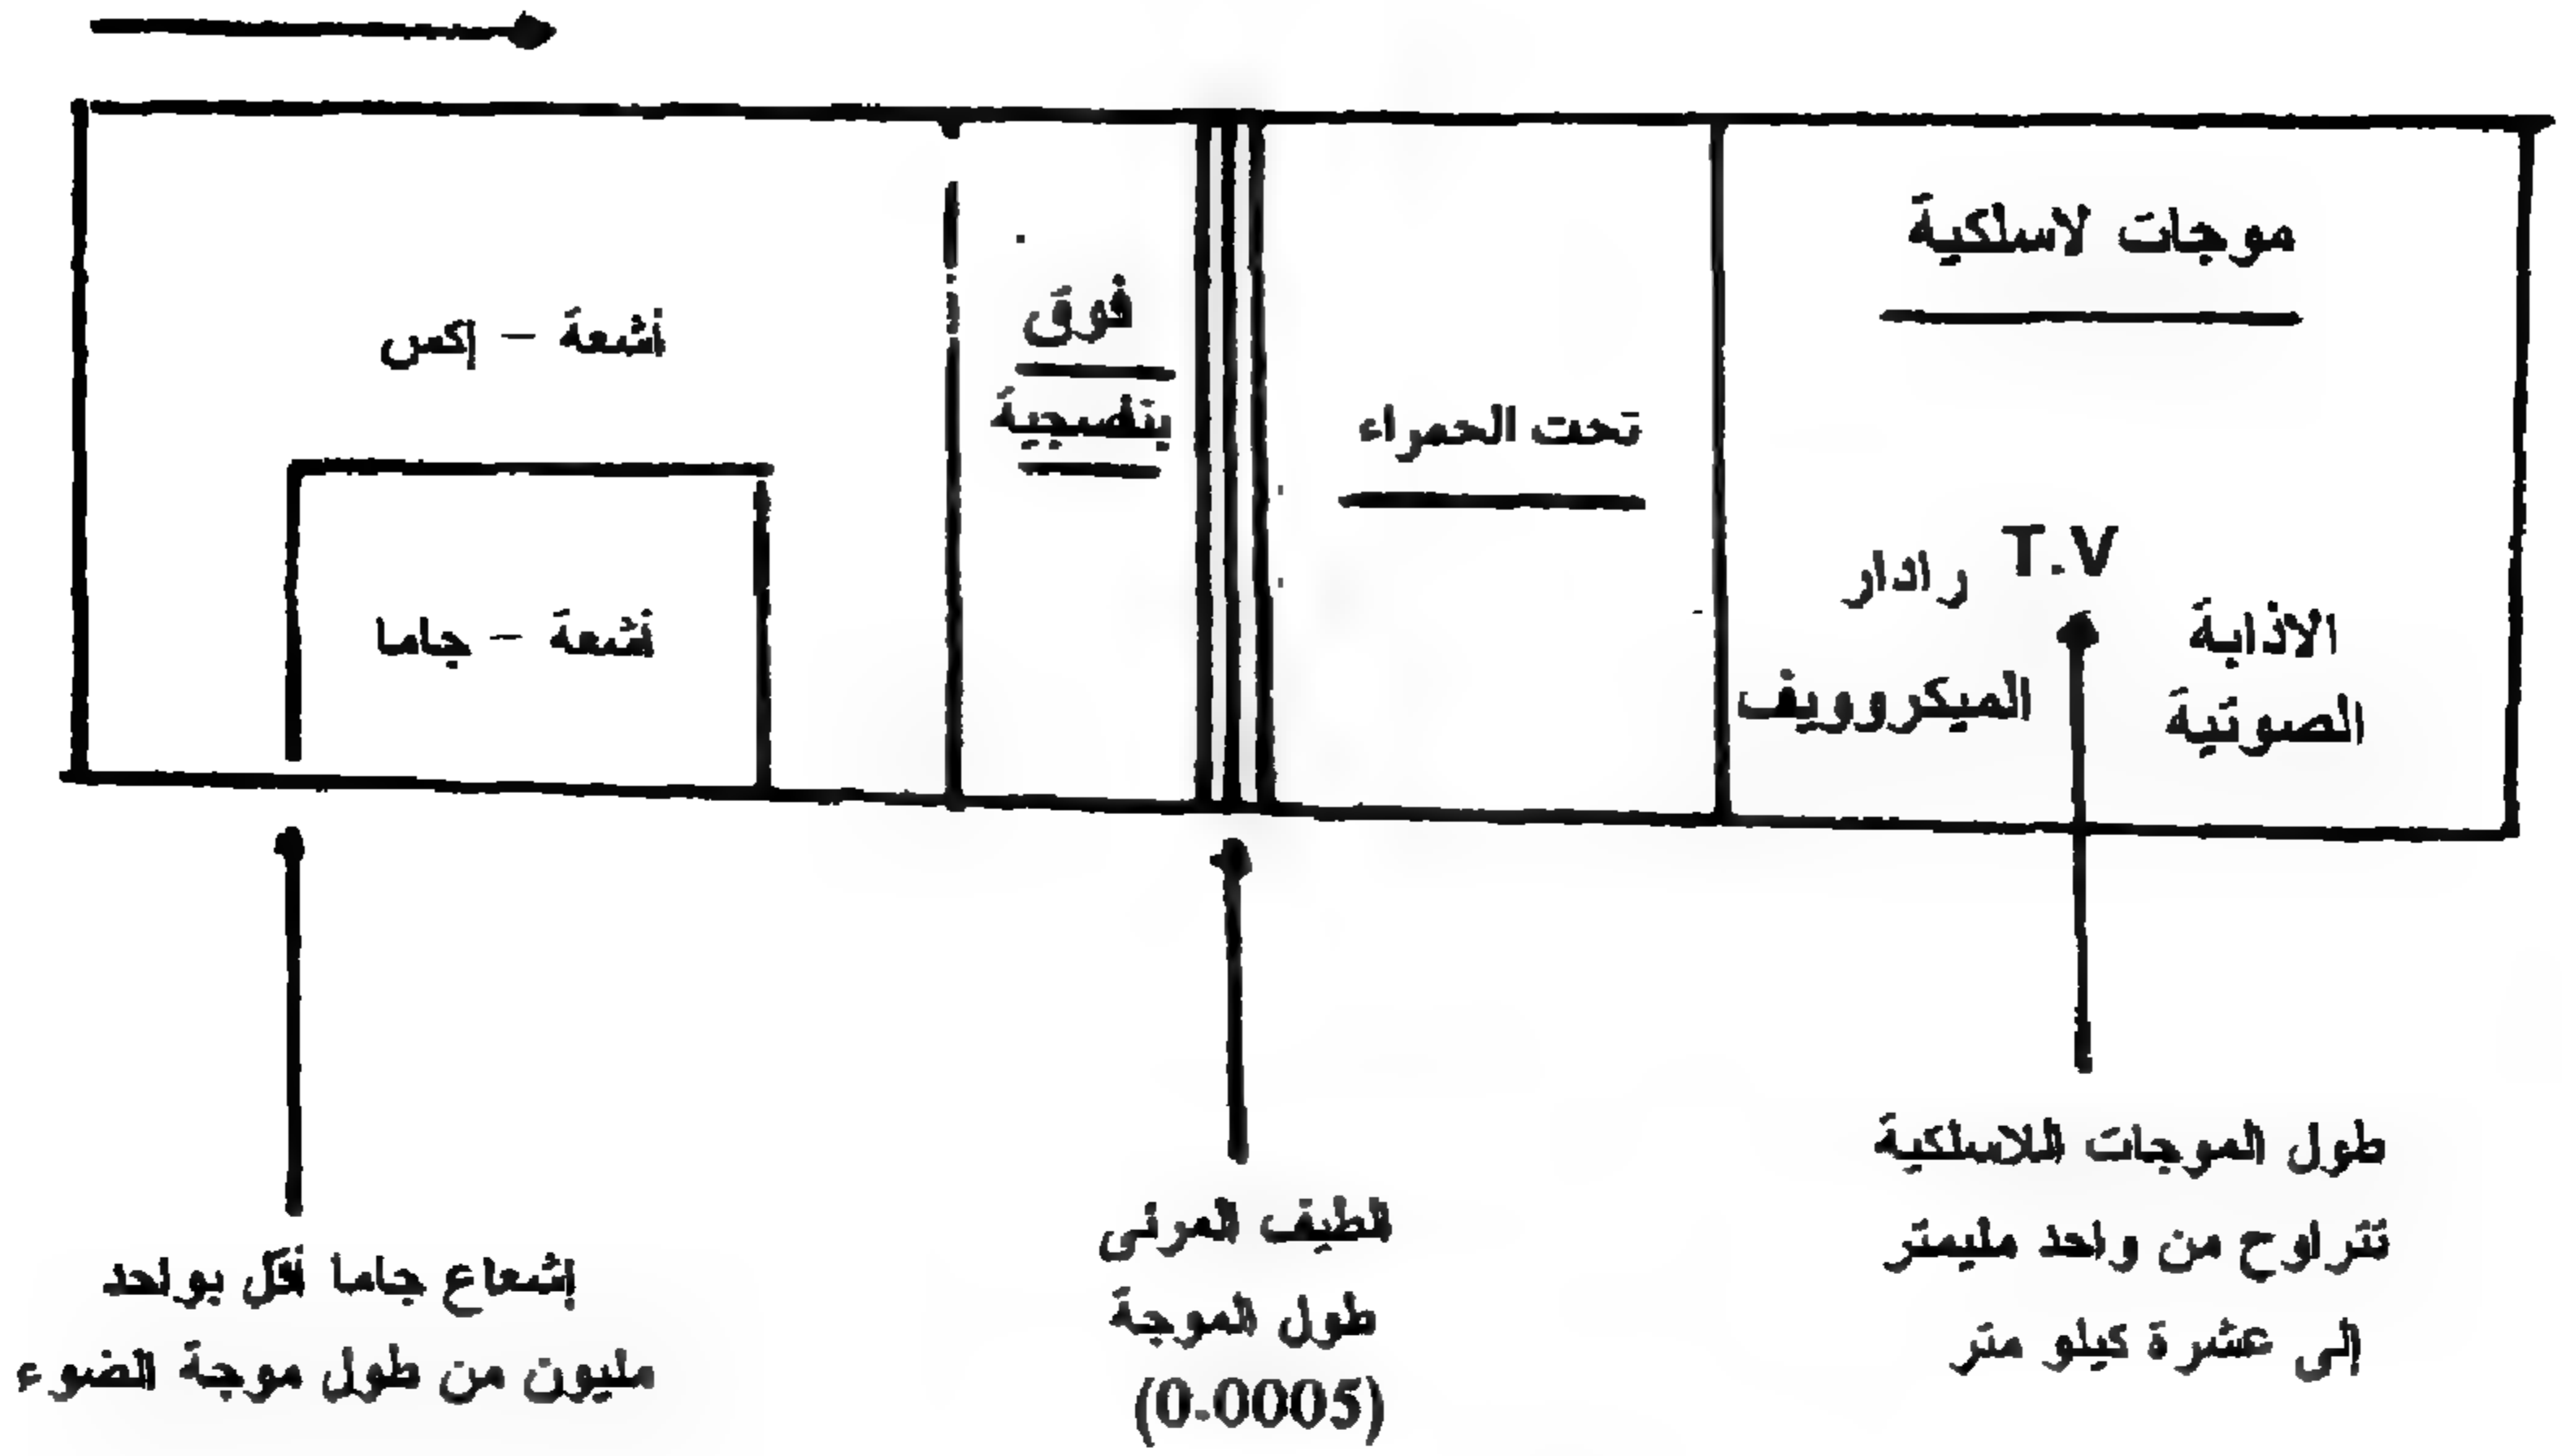 موجات لاسلكية
T.V رادار
الميكروويف
الاذابة
الصوتية
تحت الحمراء
فوق
بنفسجية
أشعة - إكس
أشعة - جاما
طول الموجات اللاسلكية
تتراوح من واحد مليمتر
إلى عشرة كيلو متر
الطيف المرئى
طول الموجة
(0.0005)
إشعاع جاما أقل بواحد
مليون من طول موجة الضوء